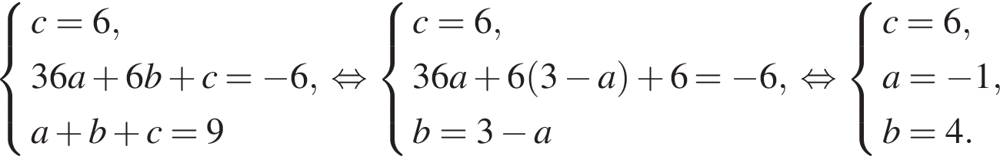 c = 6, c = 6, c = 6,
36a + 6b + c = −6, ⇔ 36a + 6(3 − a) + 6 = −6, ⇔ a = −1,
a + b + c = 9 b = 3 − a b = 4.